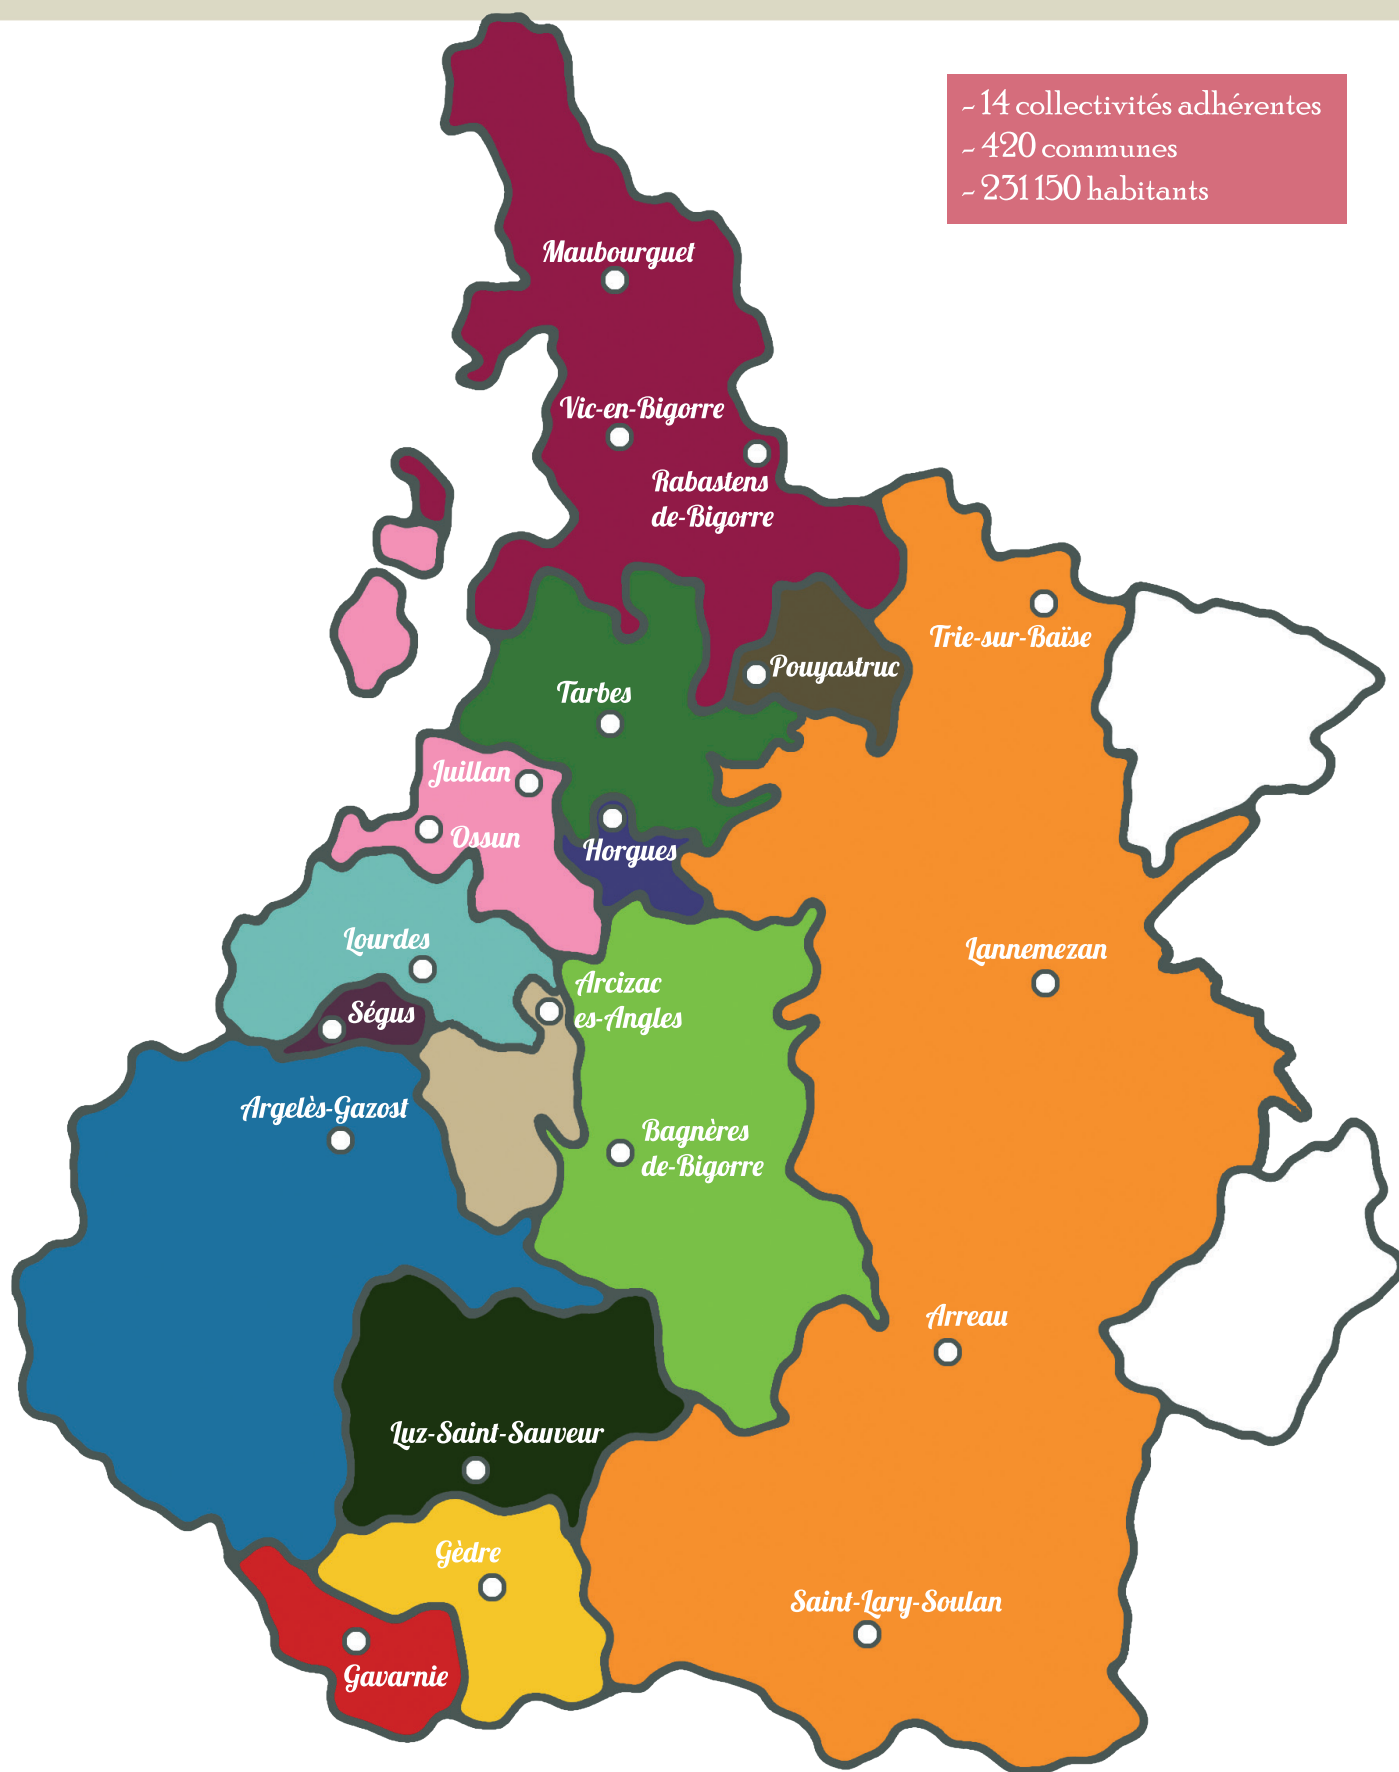 - 14 collectivités adhérentes
- 420 communes
- 231 150 habitants
Maubourguet
Vic-en-Bigorre
Rabastens
de-Bigorre
Trie-sur-Baïse
Pouyastruc
Tarbes
Juillan
Ossun
Horgues
Lourdes
Lannemezan
Arcizac
es-Angles
Ségus
Argelès-Gazost
Bagnères
de-Bigorre
Arreau
Luz-Saint-Sauveur
Gèdre
Saint-Lary-Soulan
Gavarnie